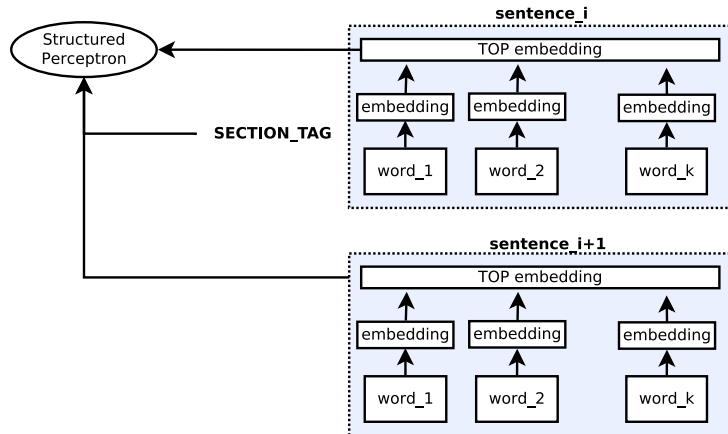 sentence_i
Structured
Perceptron
TOP embedding
embedding embedding embedding
SECTION_TAG
word_1 word_2 word_k
sentence_i+1
TOP embedding
embedding embedding embedding
word_1 word_2 word_k